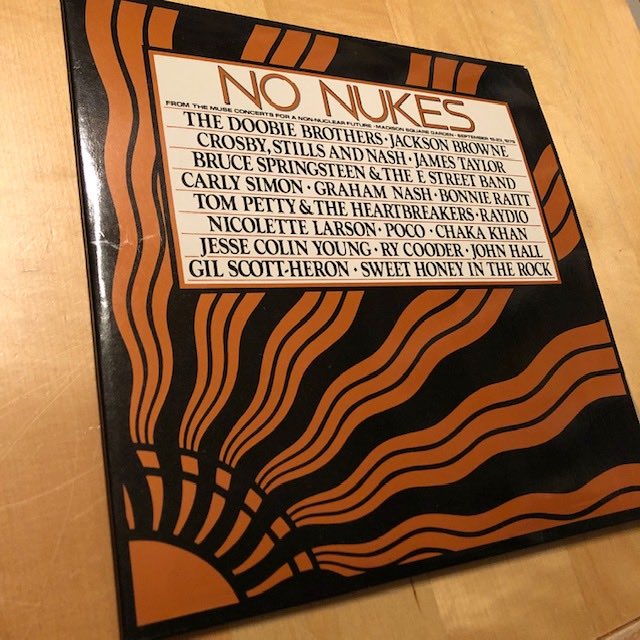 NO NUKES
FROM THE MUSE CONCERTS FOR A NON-NUCLEAR FUTURE · MADISON SQUARE GARDEN · SEPTEMBER 19-23, 1979
THE DOOBIE BROTHERS · JACKSON BROWNE
CROSBY, STILLS AND NASH · JAMES TAYLOR
BRUCE SPRINGSTEEN & THE E STREET BAND
CARLY SIMON · GRAHAM NASH · BONNIE RAITT
TOM PETTY & THE HEARTBREAKERS · RAYDIO
NICOLETTE LARSON · POCO · CHAKA KHAN
JESSE COLIN YOUNG · RY COODER · JOHN HALL
GIL SCOTT-HERON · SWEET HONEY IN THE ROCK